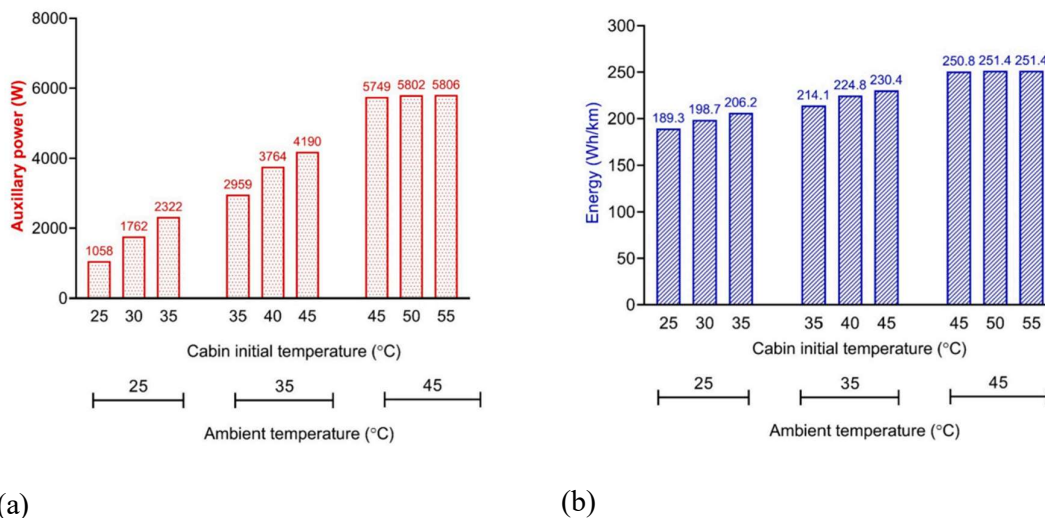 8000
6000
4000
2000
0
Auxillary power (W)
1058
1762
2322
2959
3764
4190
5749
5802
5806
25 30 35 35 40 45 45 50 55
Cabin initial temperature (°C)
25 35 45
Ambient temperature (°C)
(a)
300
250
200
150
100
50
0
Energy (Wh/km)
189.3
198.7
206.2
214.1
224.8
230.4
250.8
251.4
251.4
25 30 35 35 40 45 45 50 55
Cabin initial temperature (°C)
25 35 45
Ambient temperature (°C)
(b)